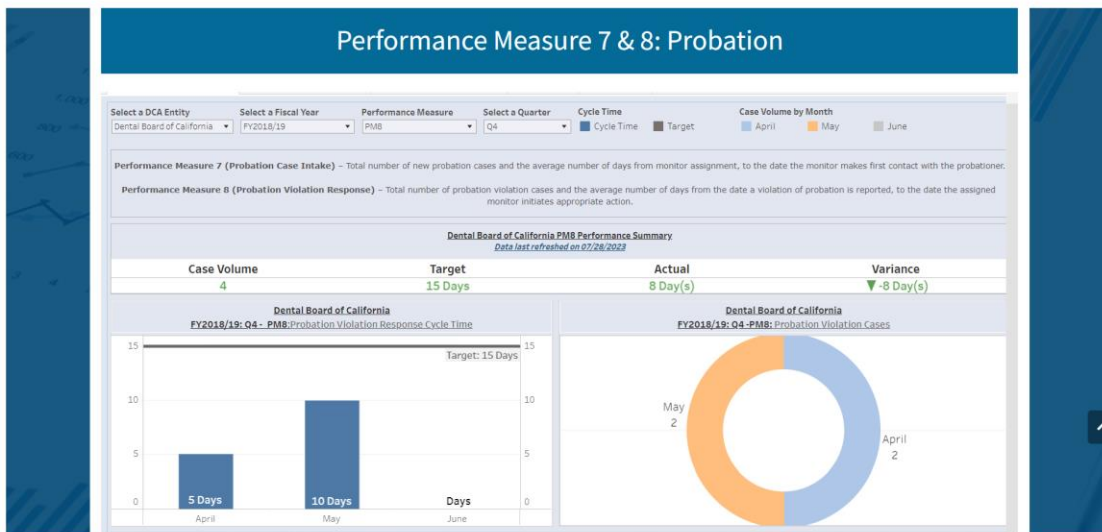 Performance Measure 7 & 8: Probation
Select a DCA Entity Select a Fiscal Year Performance Measure Select a Quarter Cycle Time Case Volume by Month
Dental Board of California FY2018/19 PM8 Q4 Cycle Time Target April May June
Performance Measure 7 (Probation Case Intake) – Total number of new probation cases and the average number of days from monitor assignment, to the date the monitor makes first contact with the probationer.
Performance Measure 8 (Probation Violation Response) – Total number of probation violation cases and the average number of days from the date a violation of probation is reported, to the date the assigned
monitor initiates appropriate action.
Dental Board of California PM8 Performance Summary
Data last refreshed on 07/28/2023
Case Volume Target Actual Variance
4 15 Days 8 Day(s) ▼ -8 Day(s)
Dental Board of California
FY2018/19: Q4 - PM8:Probation Violation Response Cycle Time
15 15
Target: 15 Days
10 10
5 5
0 5 Days 10 Days Days 0
April May June
Dental Board of California
FY2018/19: Q4 -PM8: Probation Violation Cases
May
2
April
2